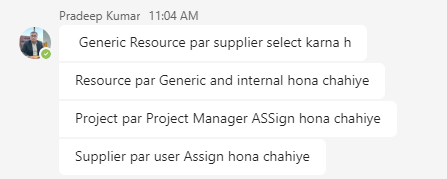 Pradeep Kumar 11:04 AM
Generic Resource par supplier select karna h
Resource par Generic and internal hona chahiye
Project par Project Manager ASSign hona chahiye
Supplier par user Assign hona chahiye